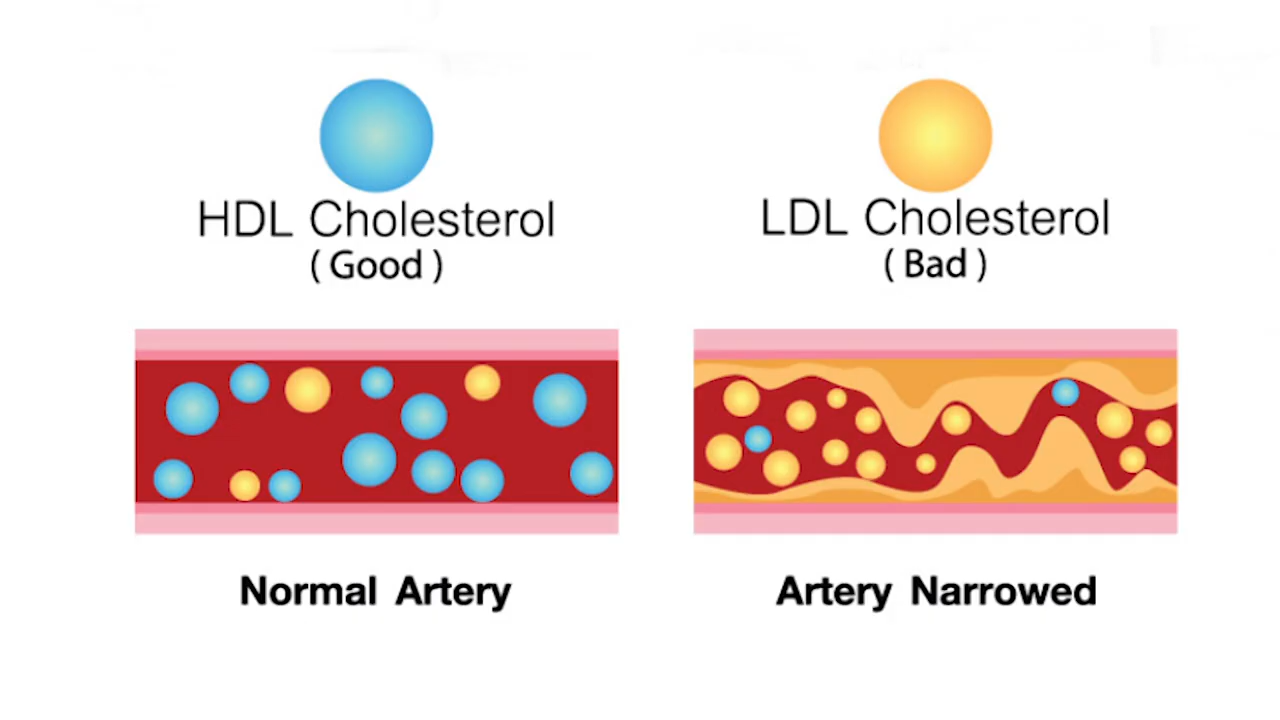 HDL Cholesterol
( Good )
LDL Cholesterol
( Bad )
Normal Artery
Artery Narrowed